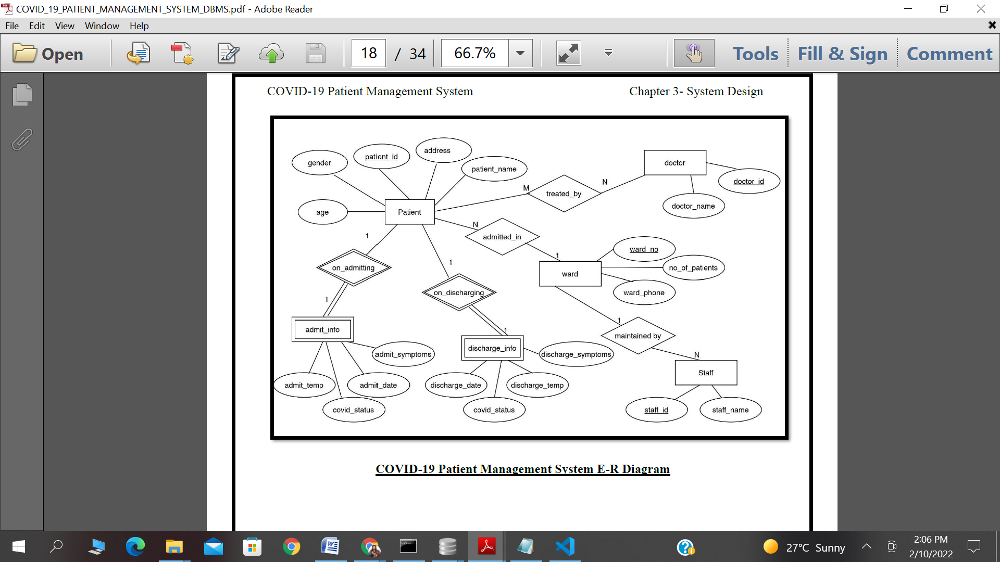 COVID_19_PATIENT_MANAGEMENT_SYSTEM_DBMS.pdf - Adobe Reader
File Edit View Window Help
Open 18 / 34 66.7% Tools Fill & Sign Comment
COVID-19 Patient Management System Chapter 3- System Design
address
patient_id
gender
patient_name
doctor
doctor_id
M
N
treated_by
doctor_name
age
Patient
N
admitted_in
1
1
ward_no
1
on_admitting
1
ward
no_of_patients
on_discharging
ward_phone
1
1
admit_info
1
maintained by
discharge_info
admit_symptoms
discharge_symptoms
N
Staff
admit_temp
admit_date
discharge_date
discharge_temp
covid_status
covid_status
staff_id
staff_name
COVID-19 Patient Management System E-R Diagram
27°C Sunny
2:06 PM
2/10/2022